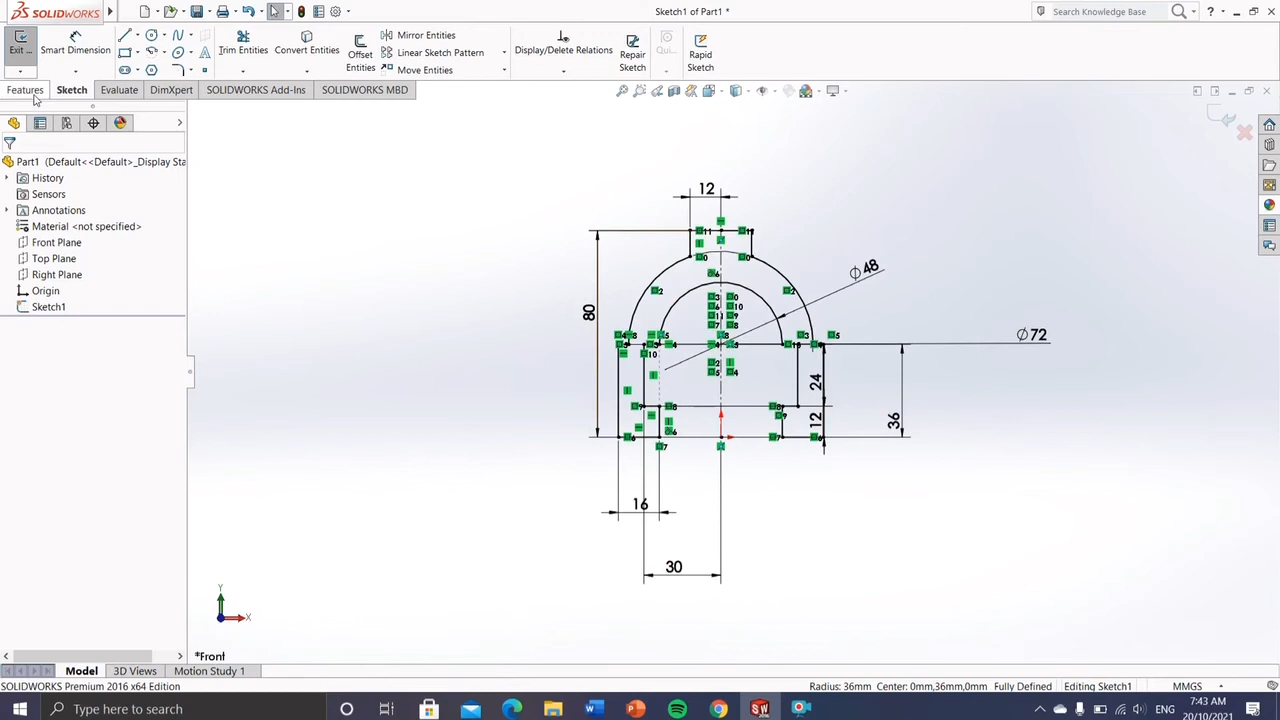 SOLIDWORKS
Sketch1 of Part1 *
Search Knowledge Base
Exit ...
Smart Dimension
Trim Entities
Convert Entities
Offset Entities
Mirror Entities
Linear Sketch Pattern
Move Entities
Display/Delete Relations
Repair Sketch
Qui...
Rapid Sketch
Features
Sketch
Evaluate
DimXpert
SOLIDWORKS Add-Ins
SOLIDWORKS MBD
Part1 (Default<<Default>_Display Sta
History
Sensors
Annotations
Material <not specified>
Front Plane
Top Plane
Right Plane
Origin
Sketch1
12
Ø48
80
Ø72
24
12
36
16
30
Y
X
*Front
Model
3D Views
Motion Study 1
SOLIDWORKS Premium 2016 x64 Edition
Radius: 36mm Center: 0mm,36mm,0mm
Fully Defined
Editing Sketch1
MMGS
Type here to search
ENG
7:43 AM
20/10/2021